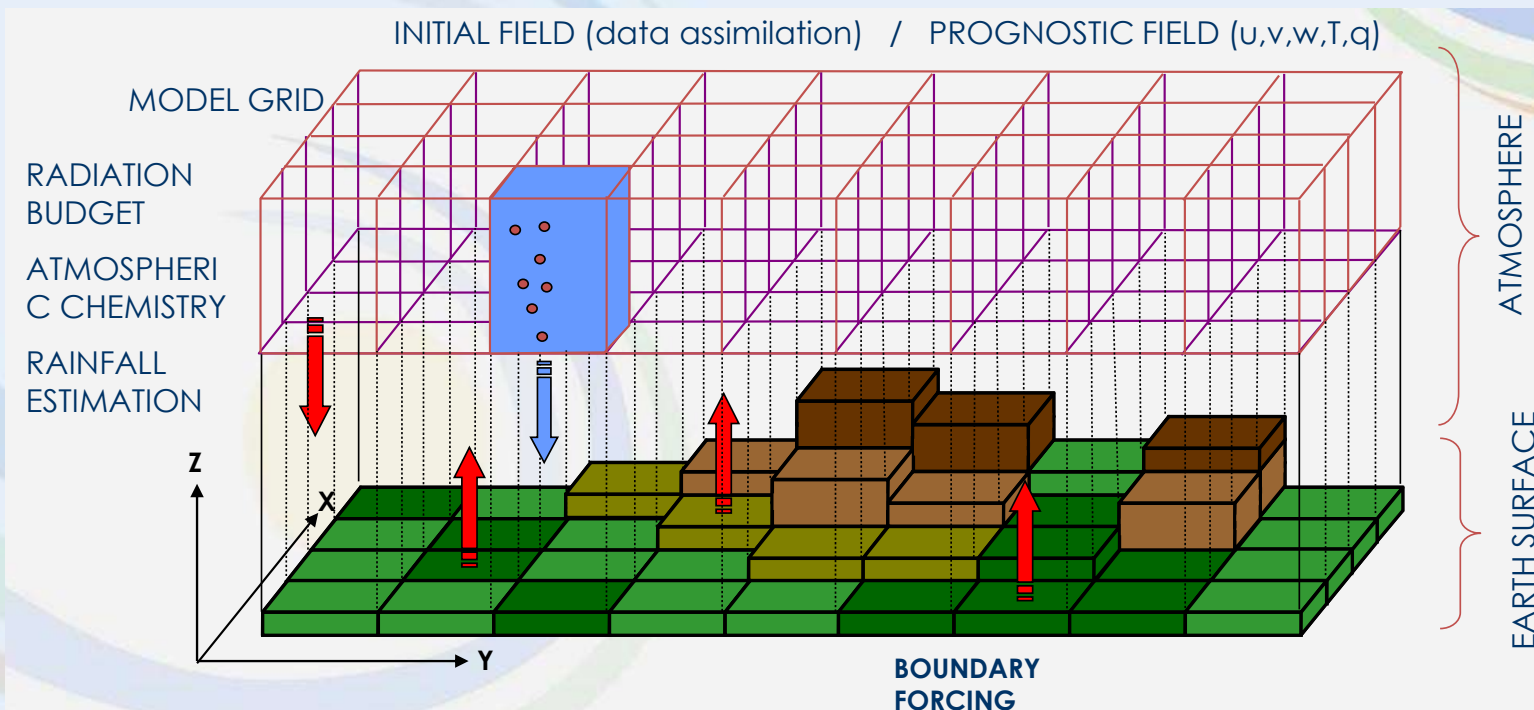 INITIAL FIELD (data assimilation) / PROGNOSTIC FIELD (u,v,w,T,q)
MODEL GRID
RADIATION
BUDGET
ATMOSPHERI
C CHEMISTRY
RAINFALL
ESTIMATION
ATMOSPHERE
EARTH SURFACE
Z
X
Y
BOUNDARY
FORCING